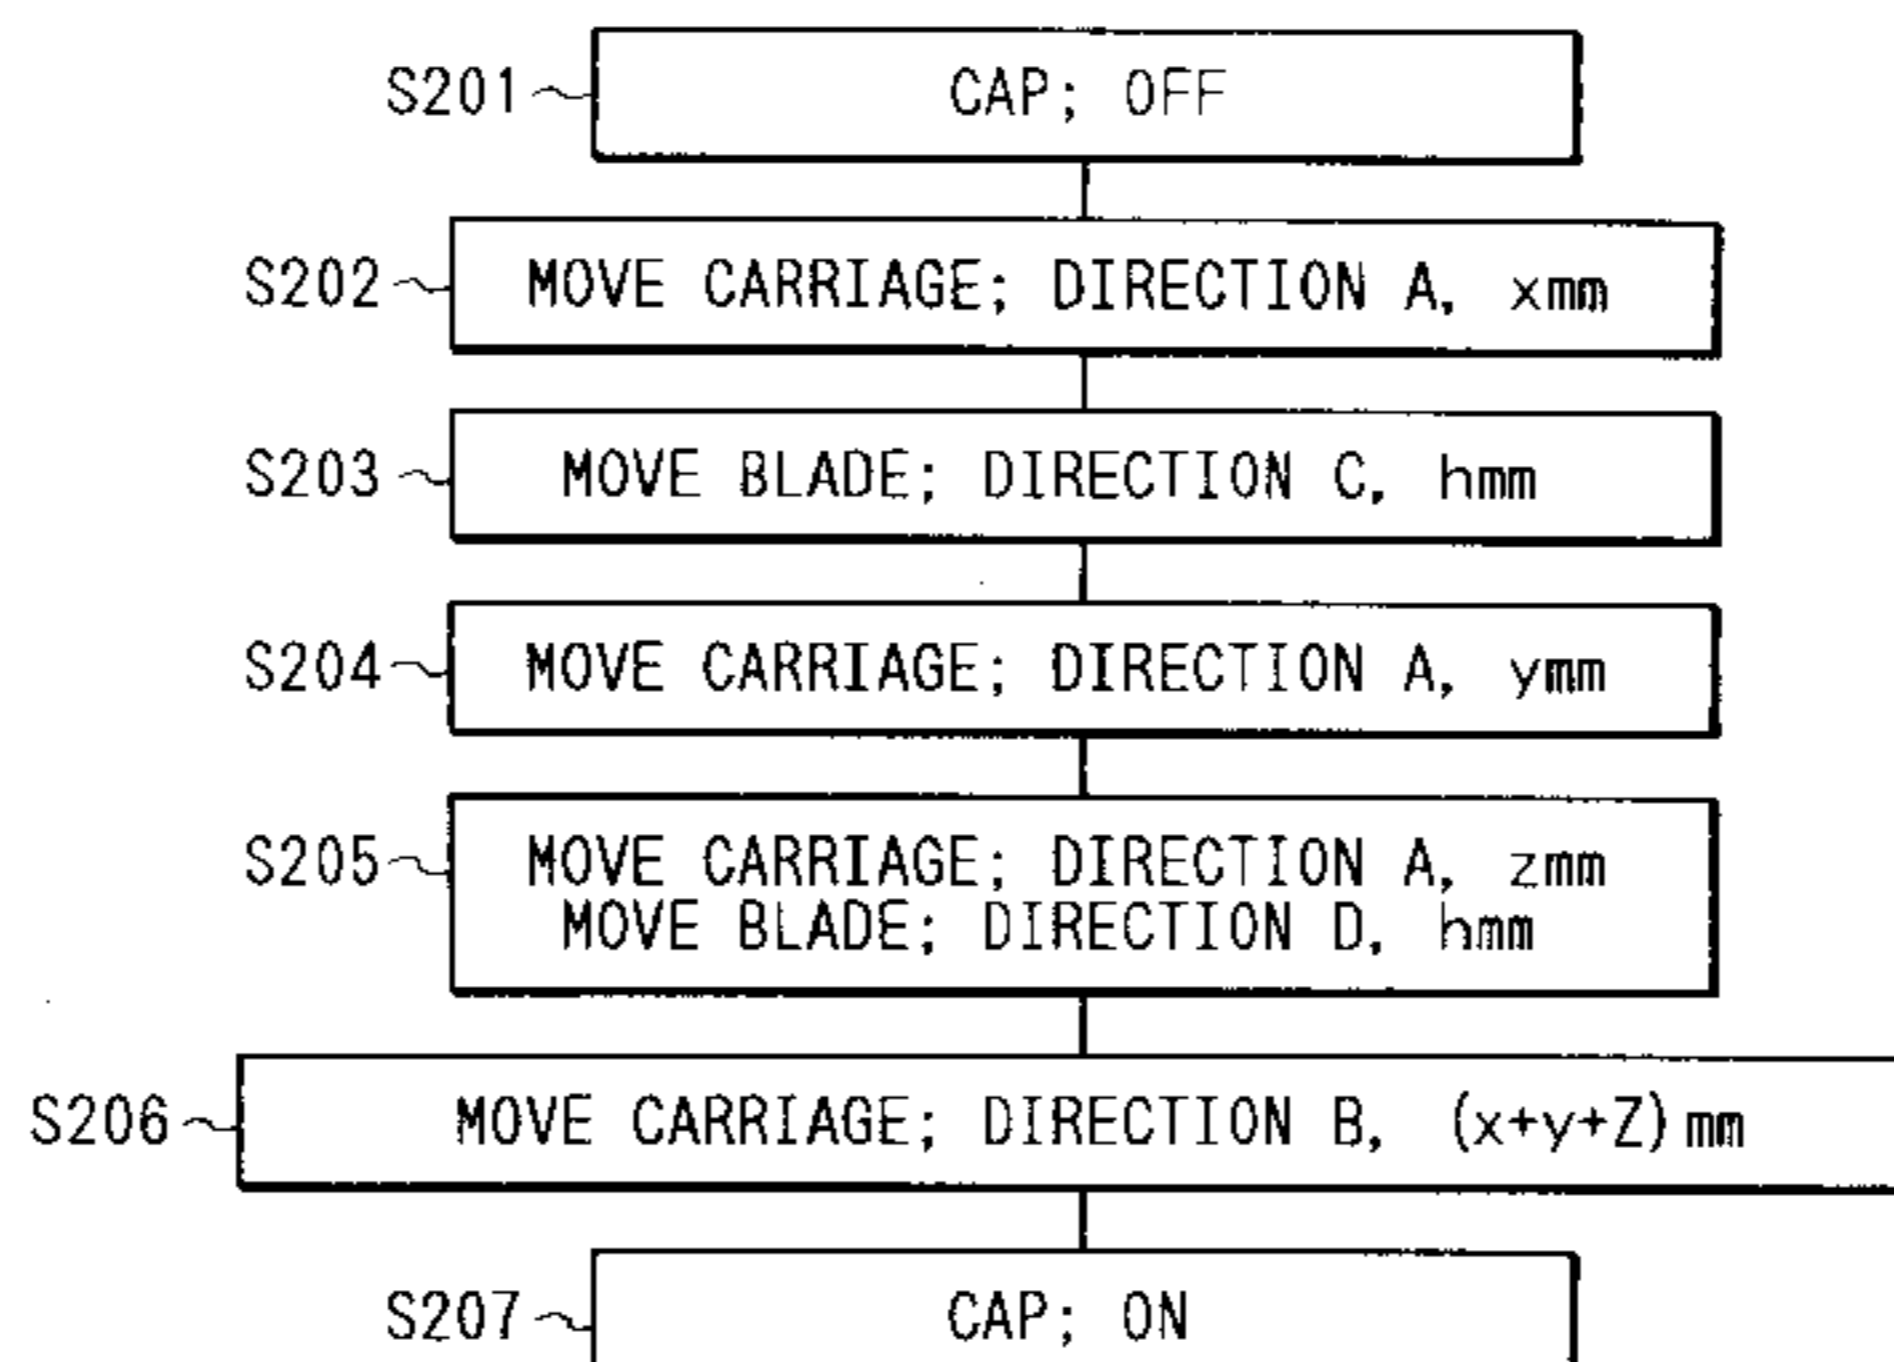 S201 CAP; OFF
S202 MOVE CARRIAGE; DIRECTION A, xmm
S203 MOVE BLADE; DIRECTION C, hmm
S204 MOVE CARRIAGE; DIRECTION A, ymm
S205 MOVE CARRIAGE; DIRECTION A, zmm
MOVE BLADE; DIRECTION D, hmm
S206 MOVE CARRIAGE; DIRECTION B, (x+y+Z)mm
S207 CAP; ON